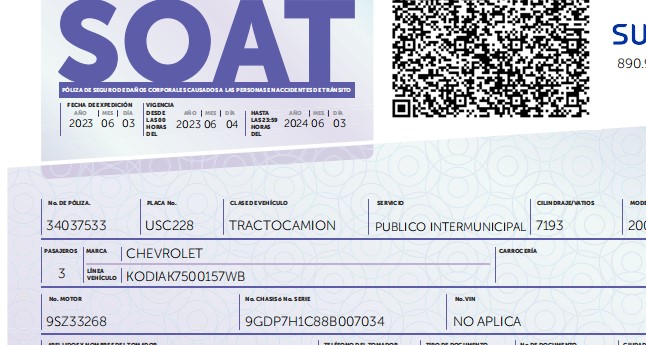 SOAT
PÓLIZA DE SEGURO DE DAÑOS CORPORALES CAUSADOS A LAS PERSONAS EN ACCIDENTES DE TRÁNSITO
FECHA DE EXPEDICIÓN
AÑO MES DÍA
2023 06 03
VIGENCIA
DESDE LAS 00 HORAS DEL
AÑO MES DÍA
2023 06 04
HASTA LAS 23:59 HORAS DEL
AÑO MES DÍA
2024 06 03
SU
890.9
No. DE PÓLIZA. PLACA No. CLASE DE VEHÍCULO SERVICIO CILINDRAJE/VATIOS MODE
34037533 USC228 TRACTOCAMION PUBLICO INTERMUNICIPAL 7193 200
PASAJEROS MARCA CHEVROLET CARROCERÍA
3 LÍNEA VEHÍCULO KODIAK7500157WB
No. MOTOR No. CHASIS ó No. SERIE No. VIN
9SZ33268 9GDP7H1C88B007034 NO APLICA